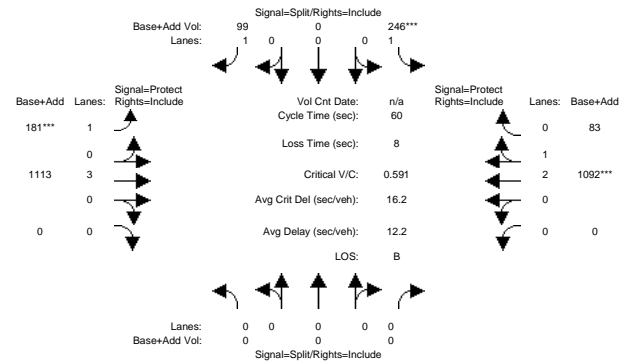 Signal=Split/Rights=Include
Base+Add Vol: 99 0 246***
Lanes: 1 0 0 0 1
Signal=Protect
Base+Add Lanes: Rights=Include
Vol Cnt Date: n/a
Signal=Protect
Rights=Include Lanes: Base+Add
Cycle Time (sec): 60
181*** 1
0 83
Loss Time (sec): 8
0
1
1113 3
Critical V/C: 0.591
2 1092***
0
Avg Crit Del (sec/veh): 16.2
0
0 0
Avg Delay (sec/veh): 12.2
0 0
LOS: B
Lanes: 0 0 0 0 0
Base+Add Vol: 0 0 0
Signal=Split/Rights=Include